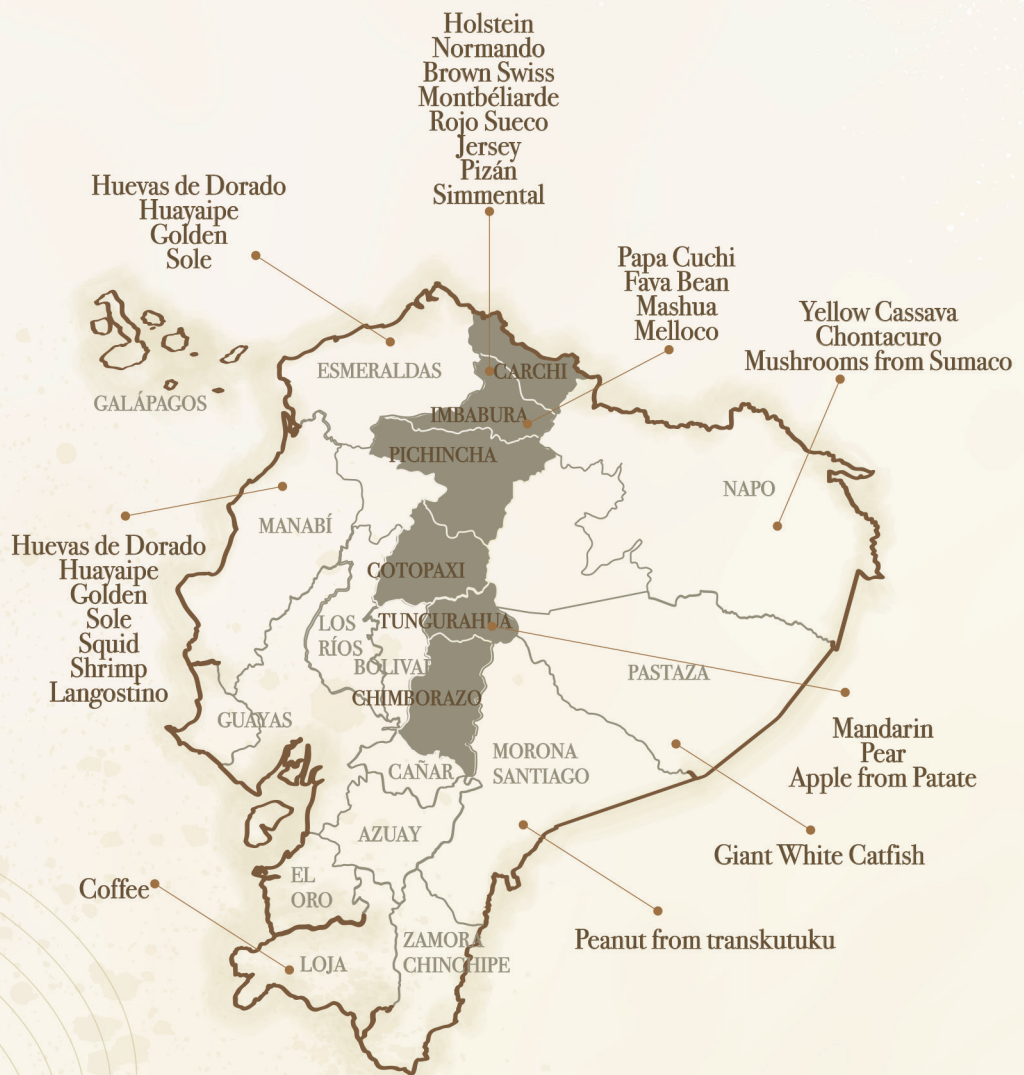 Holstein
Normando
Brown Swiss
Montbéliarde
Rojo Sueco
Jersey
Pizán
Simmental
Huevas de Dorado
Huayaipe
Golden
Sole
Papa Cuchi
Fava Bean
Mashua
Melloco
Yellow Cassava
Chontacuro
Mushrooms from Sumaco
GALÁPAGOS
ESMERALDAS
CARCHI
IMBABURA
PICHINCHA
NAPO
MANABÍ
Huevas de Dorado
Huayaipe
Golden
Sole
Squid
Shrimp
Langostino
COTOPAXI
LOS
RÍOS
TUNGURAHUA
BOLIVAR
CHIMBORAZO
PASTAZA
GUAYAS
MORONA
SANTIAGO
CAÑAR
AZUAY
Mandarin
Pear
Apple from Patate
Giant White Catfish
EL
ORO
Coffee
LOJA
ZAMORA
CHINCHIPE
Peanut from transkutuku